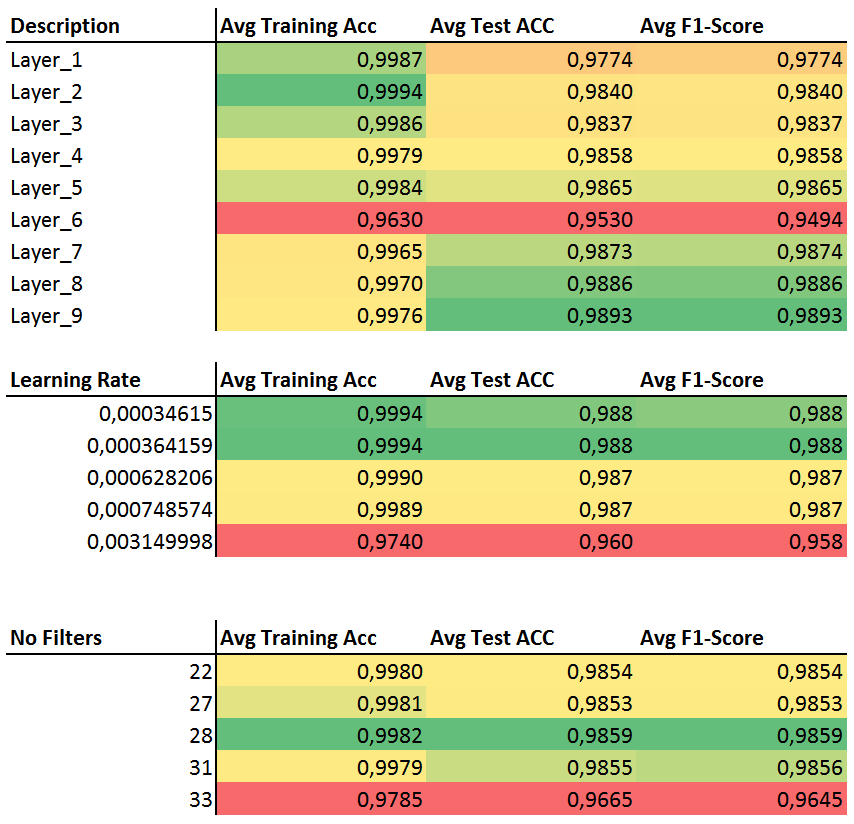 Description Avg Training Acc Avg Test ACC Avg F1-Score
Layer_1 0,9987 0,9774 0,9774
Layer_2 0,9994 0,9840 0,9840
Layer_3 0,9986 0,9837 0,9837
Layer_4 0,9979 0,9858 0,9858
Layer_5 0,9984 0,9865 0,9865
Layer_6 0,9630 0,9530 0,9494
Layer_7 0,9965 0,9873 0,9874
Layer_8 0,9970 0,9886 0,9886
Layer_9 0,9976 0,9893 0,9893
Learning Rate Avg Training Acc Avg Test ACC Avg F1-Score
0,00034615 0,9994 0,988 0,988
0,000364159 0,9994 0,988 0,988
0,000628206 0,9990 0,987 0,987
0,000748574 0,9989 0,987 0,987
0,003149998 0,9740 0,960 0,958
No Filters Avg Training Acc Avg Test ACC Avg F1-Score
22 0,9980 0,9854 0,9854
27 0,9981 0,9853 0,9853
28 0,9982 0,9859 0,9859
31 0,9979 0,9855 0,9856
33 0,9785 0,9665 0,9645